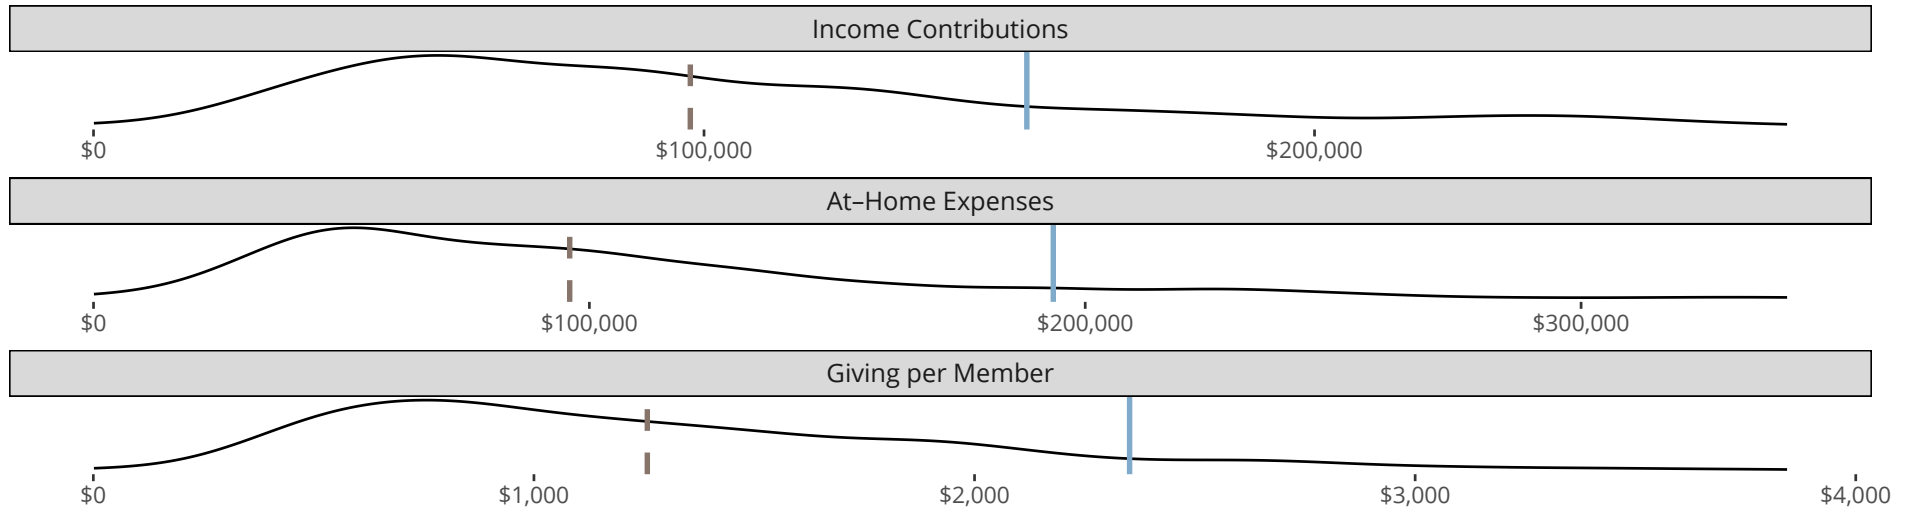 Income Contributions
$0 $100,000 $200,000
At–Home Expenses
$0 $100,000 $200,000 $300,000
Giving per Member
$0 $1,000 $2,000 $3,000 $4,000